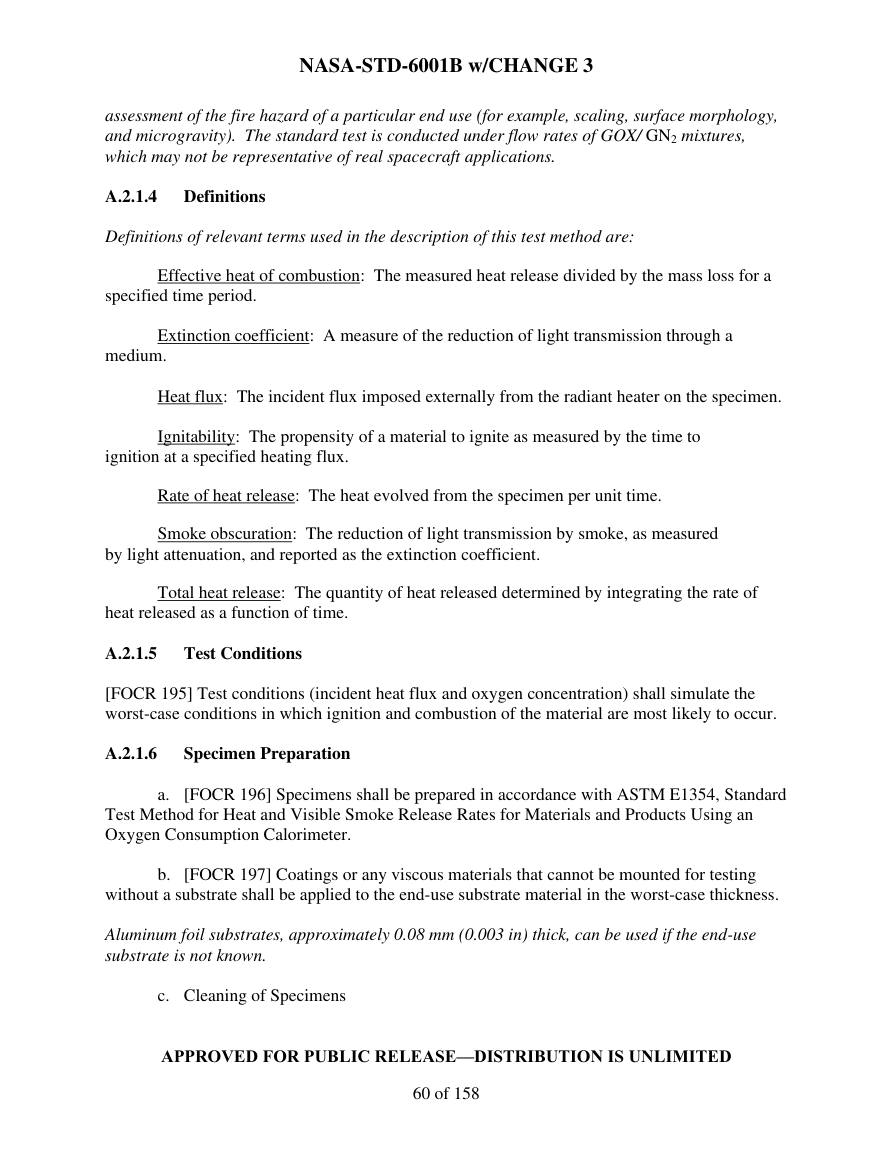 NASA-STD-6001B w/CHANGE 3
assessment of the fire hazard of a particular end use (for example, scaling, surface morphology,
and microgravity).  The standard test is conducted under flow rates of GOX/ GN₂ mixtures,
which may not be representative of real spacecraft applications.
A.2.1.4 Definitions
Definitions of relevant terms used in the description of this test method are:
Effective heat of combustion:  The measured heat release divided by the mass loss for a
specified time period.
Extinction coefficient:  A measure of the reduction of light transmission through a
medium.
Heat flux:  The incident flux imposed externally from the radiant heater on the specimen.
Ignitability:  The propensity of a material to ignite as measured by the time to
ignition at a specified heating flux.
Rate of heat release:  The heat evolved from the specimen per unit time.
Smoke obscuration:  The reduction of light transmission by smoke, as measured
by light attenuation, and reported as the extinction coefficient.
Total heat release:  The quantity of heat released determined by integrating the rate of
heat released as a function of time.
A.2.1.5 Test Conditions
[FOCR 195] Test conditions (incident heat flux and oxygen concentration) shall simulate the
worst-case conditions in which ignition and combustion of the material are most likely to occur.
A.2.1.6 Specimen Preparation
a. [FOCR 196] Specimens shall be prepared in accordance with ASTM E1354, Standard
Test Method for Heat and Visible Smoke Release Rates for Materials and Products Using an
Oxygen Consumption Calorimeter.
b. [FOCR 197] Coatings or any viscous materials that cannot be mounted for testing
without a substrate shall be applied to the end-use substrate material in the worst-case thickness.
Aluminum foil substrates, approximately 0.08 mm (0.003 in) thick, can be used if the end-use
substrate is not known.
c. Cleaning of Specimens
APPROVED FOR PUBLIC RELEASE—DISTRIBUTION IS UNLIMITED
60 of 158